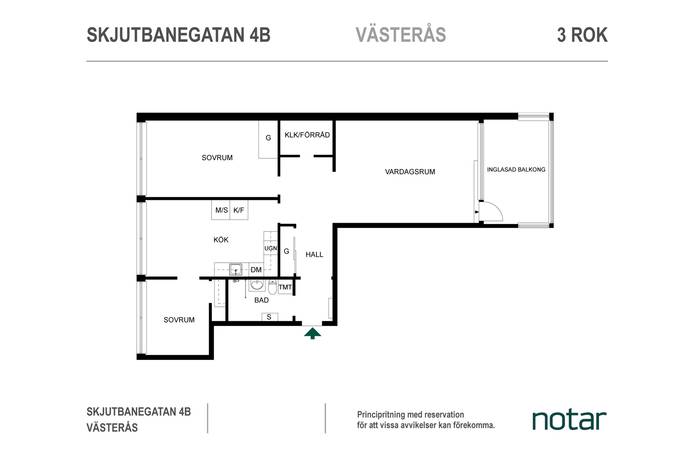 SKJUTBANEGATAN 4B
VÄSTERÅS
3 ROK
KLK/FÖRRÅD
G
SOVRUM
VARDAGSRUM
INGLASAD BALKONG
M/S
K/F
KÖK
UGN
G
HALL
DM
TMT
BAD
SOVRUM
S
SKJUTBANEGATAN 4B
VÄSTERÅS
Principritning med reservation
för att vissa avvikelser kan förekomma.
notar